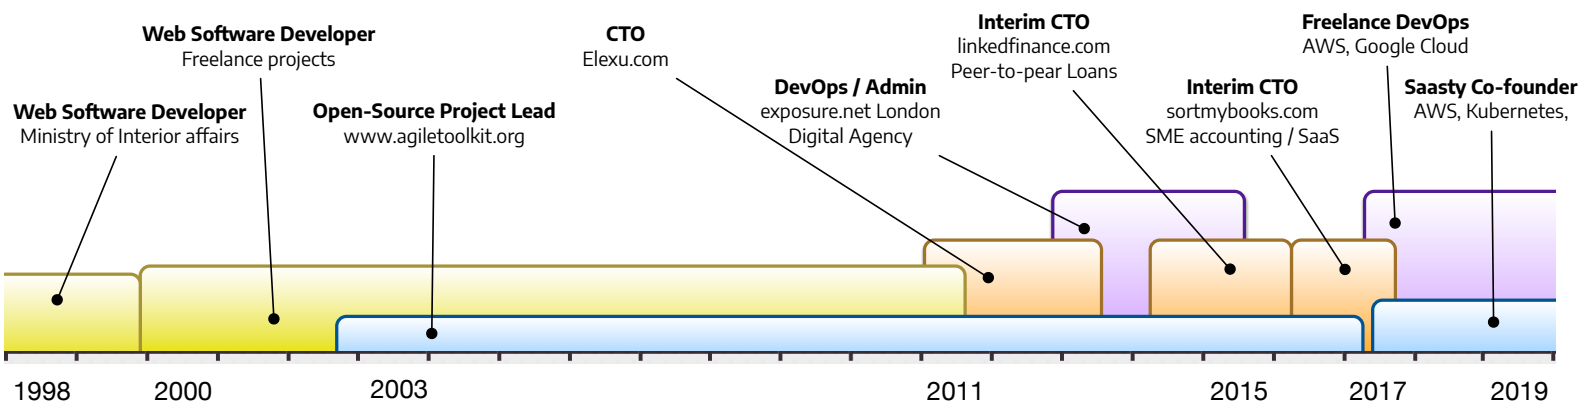 Web Software Developer
Ministry of Interior affairs
Web Software Developer
Freelance projects
Open-Source Project Lead
www.agiletoolkit.org
CTO
Elexu.com
DevOps / Admin
exposure.net London
Digital Agency
Interim CTO
linkedfinance.com
Peer-to-pear Loans
Interim CTO
sortmybooks.com
SME accounting / SaaS
Freelance DevOps
AWS, Google Cloud
Saasty Co-founder
AWS, Kubernetes,
1998 2000 2003 2011 2015 2017 2019